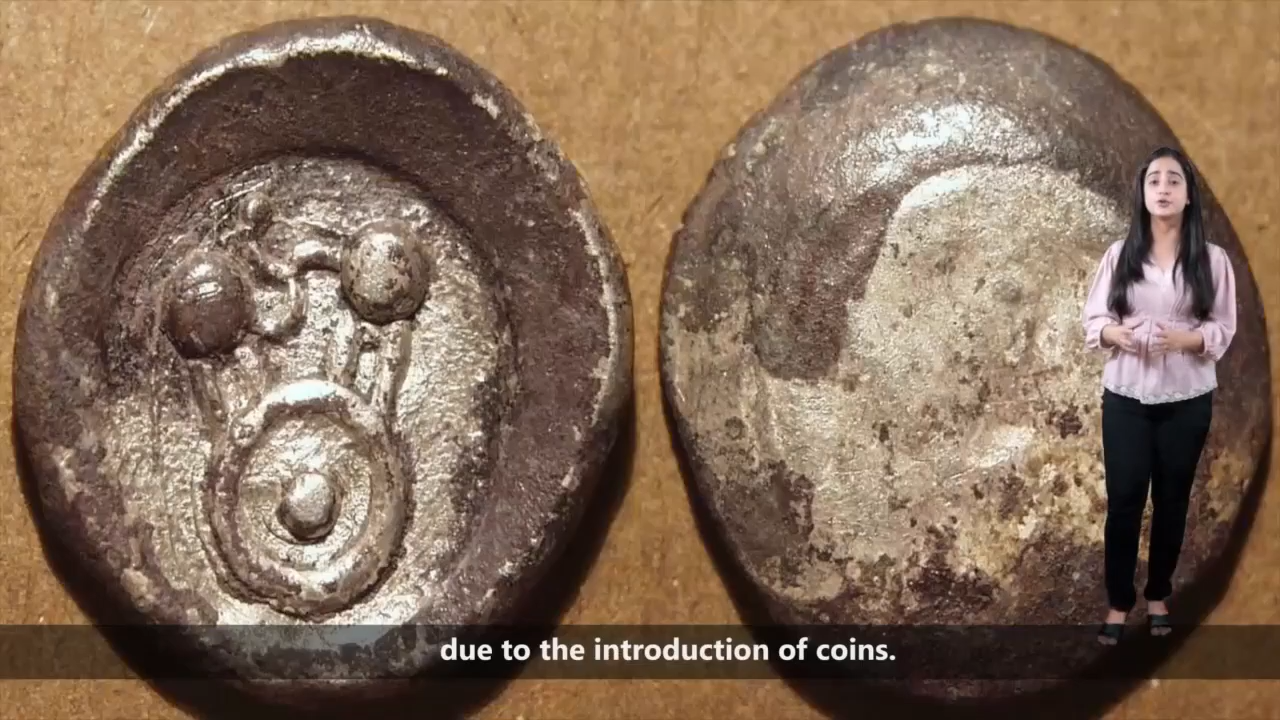 due to the introduction of coins.